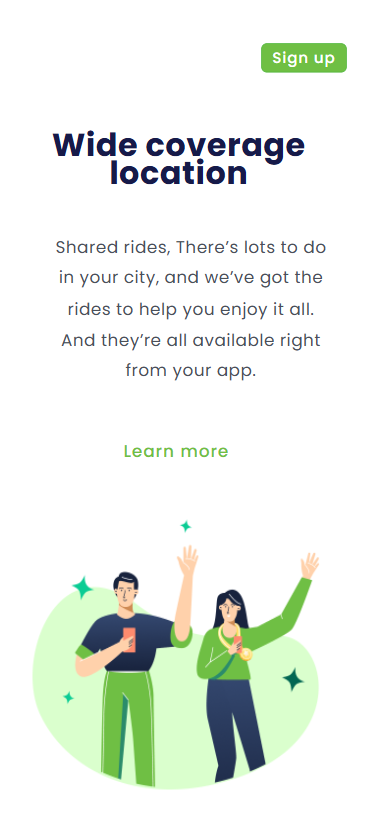 Sign up
Wide coverage
location
Shared rides, There’s lots to do
in your city, and we’ve got the
rides to help you enjoy it all.
And they’re all available right
from your app.
Learn more